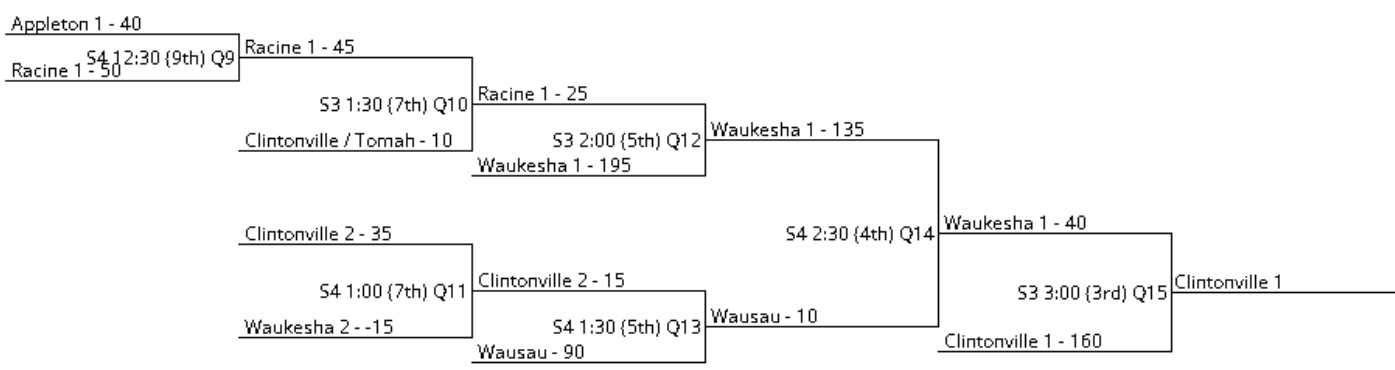 Appleton 1 - 40
S4 12:30 (9th) Q9
Racine 1 - 50
Racine 1 - 45
S3 1:30 (7th) Q10
Clintonville / Tomah - 10
Racine 1 - 25
S3 2:00 (5th) Q12
Waukesha 1 - 195
Waukesha 1 - 135
Clintonville 2 - 35
S4 1:00 (7th) Q11
Waukesha 2 - -15
Clintonville 2 - 15
S4 1:30 (5th) Q13
Wausau - 90
Wausau - 10
S4 2:30 (4th) Q14
Waukesha 1 - 40
S3 3:00 (3rd) Q15
Clintonville 1 - 160
Clintonville 1